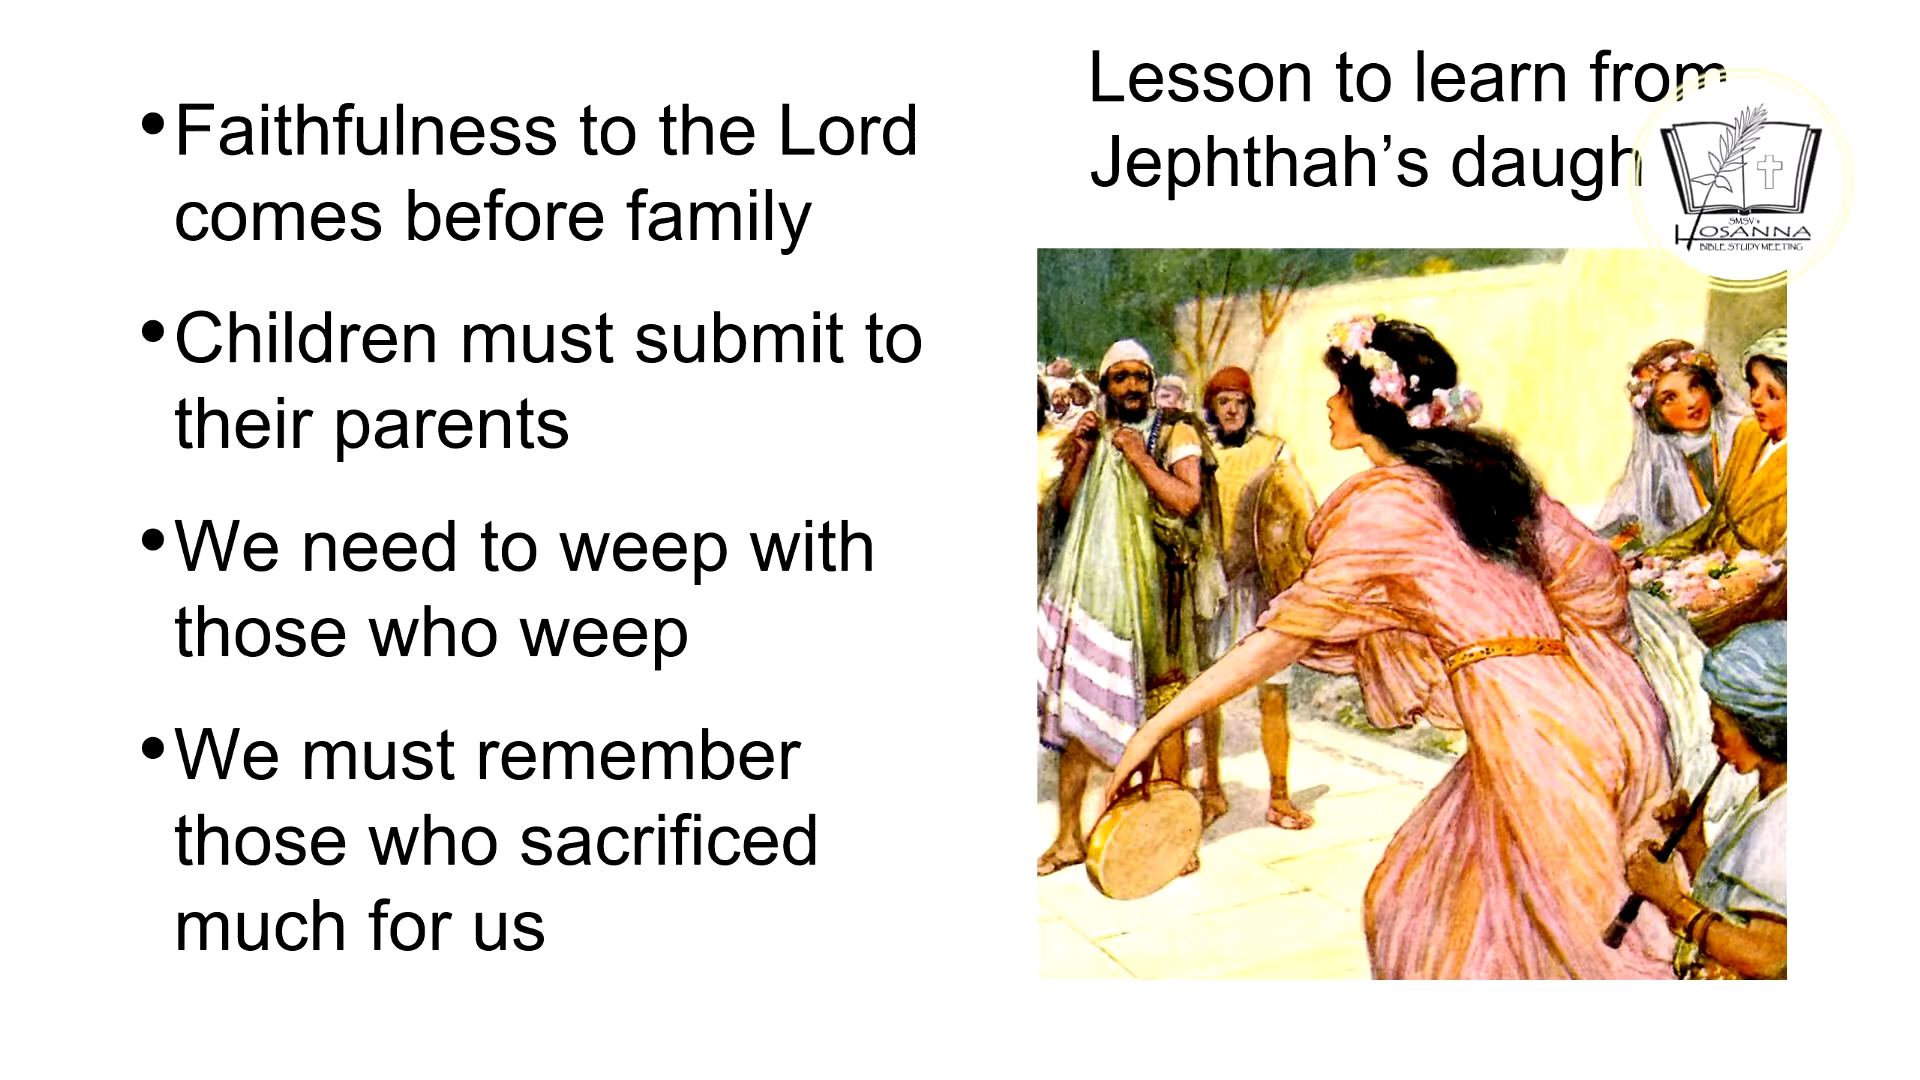 Lesson to learn from
Jephthah’s daugh
•Faithfulness to the Lord
comes before family
•Children must submit to
their parents
•We need to weep with
those who weep
•We must remember
those who sacrificed
much for us
SMSV's
HOSANNA
BIBLE STUDY MEETING